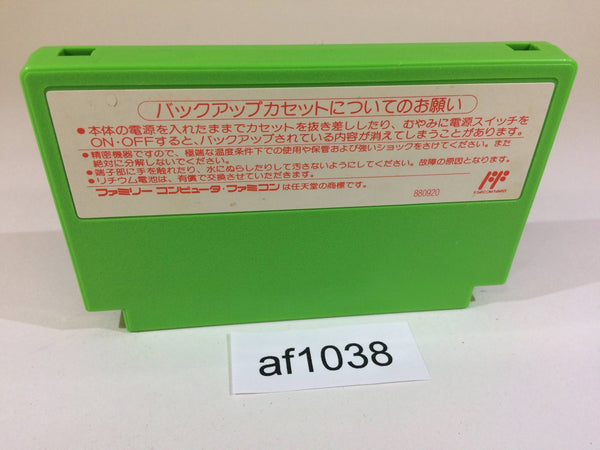 バックアップカセットについてのお願い
●本体の電源を入れたままでカセットを抜き差ししたり、むやみに電源スイッチを
ON・OFFすると、バックアップされている内容が消えてしまうことがあります。
●精密機器ですので、極端な温度条件下での使用や保管および強いショックをさけてください。また
絶対に分解しないでください。
●端子部に手を触れたり、水にぬらしたりして汚さないようにしてください。故障の原因となります。
●リチウム電池は、有償で交換させていただきます。
ファミリー コンピュータ・ファミコンは任天堂の商標です。
880920
af1038